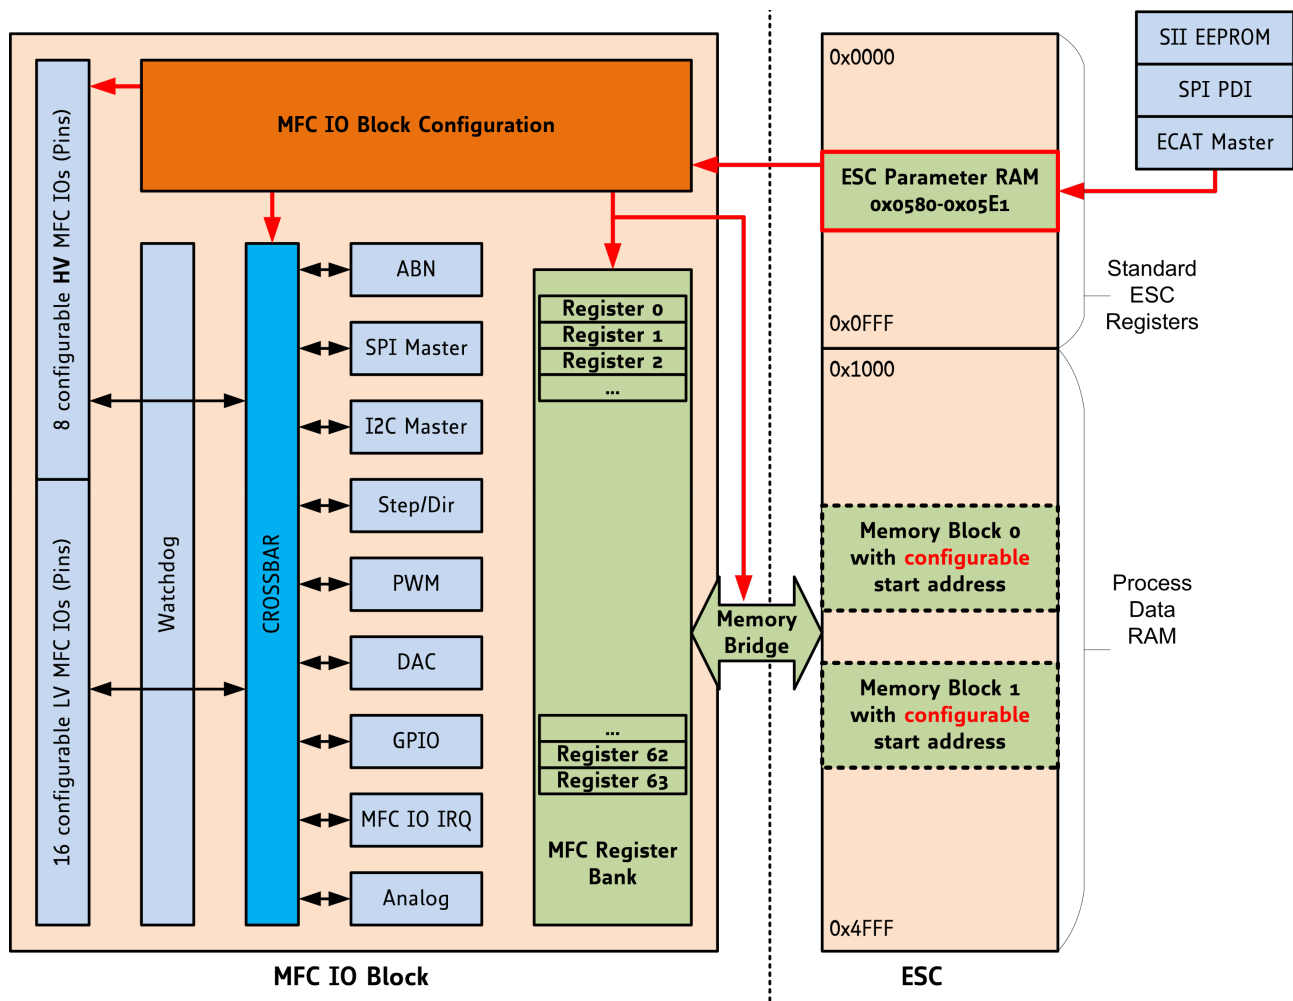 8 configurable HV MFC IOs (Pins)
16 configurable LV MFC IOs (Pins)
MFC IO Block Configuration
Watchdog
CROSSBAR
ABN
SPI Master
I2C Master
Step/Dir
PWM
DAC
GPIO
MFC IO IRQ
Analog
Register 0
Register 1
Register 2
...
...
Register 62
Register 63
MFC Register
Bank
MFC IO Block
Memory
Bridge
0x0000
ESC Parameter RAM
0x0580-0x05E1
0x0FFF
0x1000
Memory Block 0
with configurable
start address
Memory Block 1
with configurable
start address
0x4FFF
ESC
SII EEPROM
SPI PDI
ECAT Master
Standard
ESC
Registers
Process
Data
RAM